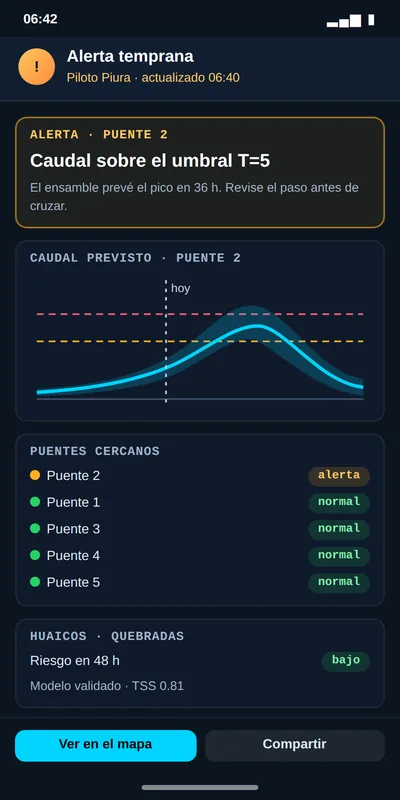 06:42
!
Alerta temprana
Piloto Piura · actualizado 06:40
ALERTA · PUENTE 2
Caudal sobre el umbral T=5
El ensamble prevé el pico en 36 h. Revise el paso antes de
cruzar.
CAUDAL PREVISTO · PUENTE 2
hoy
PUENTES CERCANOS
Puente 2 alerta
Puente 1 normal
Puente 3 normal
Puente 4 normal
Puente 5 normal
HUAICOS · QUEBRADAS
Riesgo en 48 h bajo
Modelo validado · TSS 0.81
Ver en el mapa Compartir